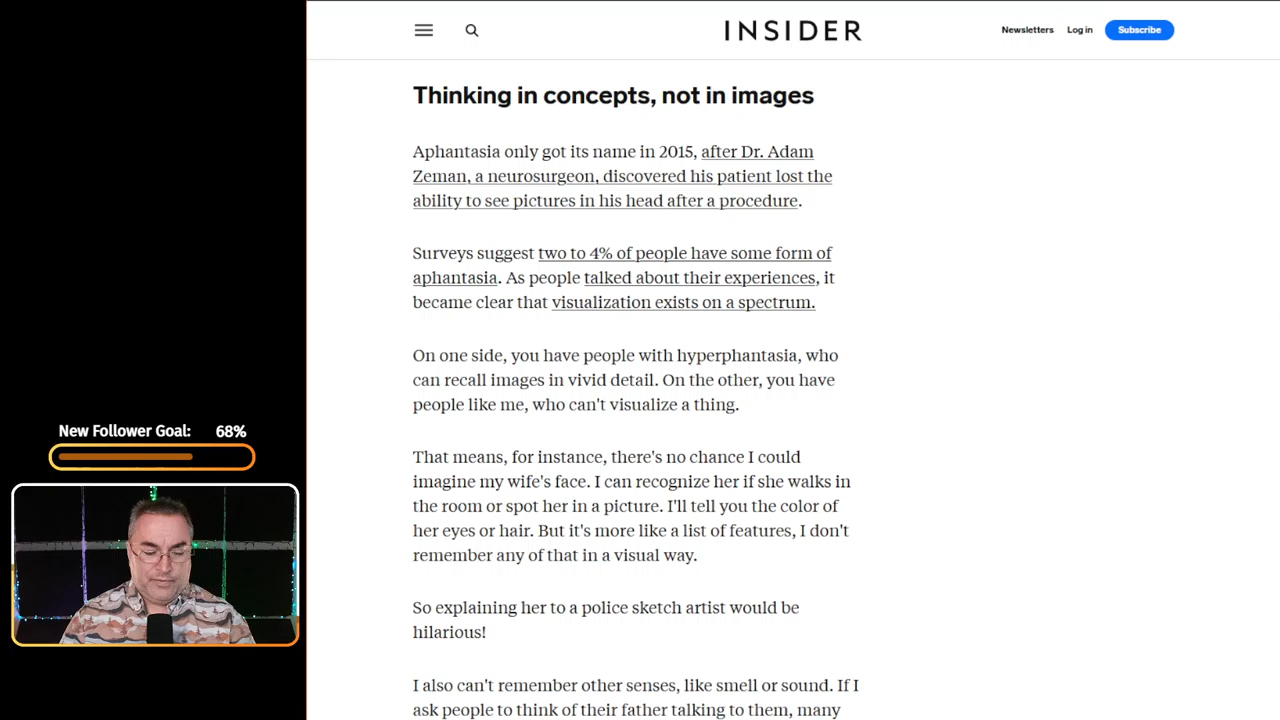 INSIDER
Newsletters
Log in
Subscribe
Thinking in concepts, not in images
Aphantasia only got its name in 2015, after Dr. Adam
Zeman, a neurosurgeon, discovered his patient lost the
ability to see pictures in his head after a procedure.
Surveys suggest two to 4% of people have some form of
aphantasia. As people talked about their experiences, it
became clear that visualization exists on a spectrum.
On one side, you have people with hyperphantasia, who
can recall images in vivid detail. On the other, you have
people like me, who can't visualize a thing.
That means, for instance, there's no chance I could
imagine my wife's face. I can recognize her if she walks in
the room or spot her in a picture. I'll tell you the color of
her eyes or hair. But it's more like a list of features, I don't
remember any of that in a visual way.
So explaining her to a police sketch artist would be
hilarious!
I also can't remember other senses, like smell or sound. If I
ask people to think of their father talking to them, many
New Follower Goal: 68%